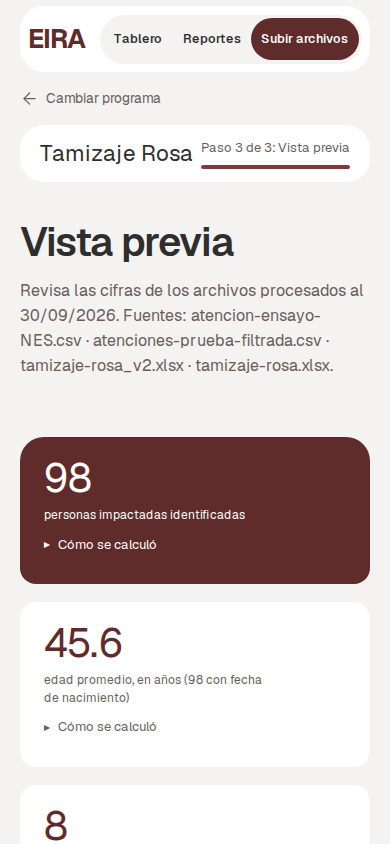 EIRA
Tablero
Reportes
Subir archivos
← Cambiar programa
Tamizaje Rosa
Paso 3 de 3: Vista previa
Vista previa
Revisa las cifras de los archivos procesados al
30/09/2026. Fuentes: atencion-ensayo-
NES.csv · atenciones-prueba-filtrada.csv ·
tamizaje-rosa_v2.xlsx · tamizaje-rosa.xlsx.
98
personas impactadas identificadas
▸ Cómo se calculó
45.6
edad promedio, en años (98 con fecha
de nacimiento)
▸ Cómo se calculó
8